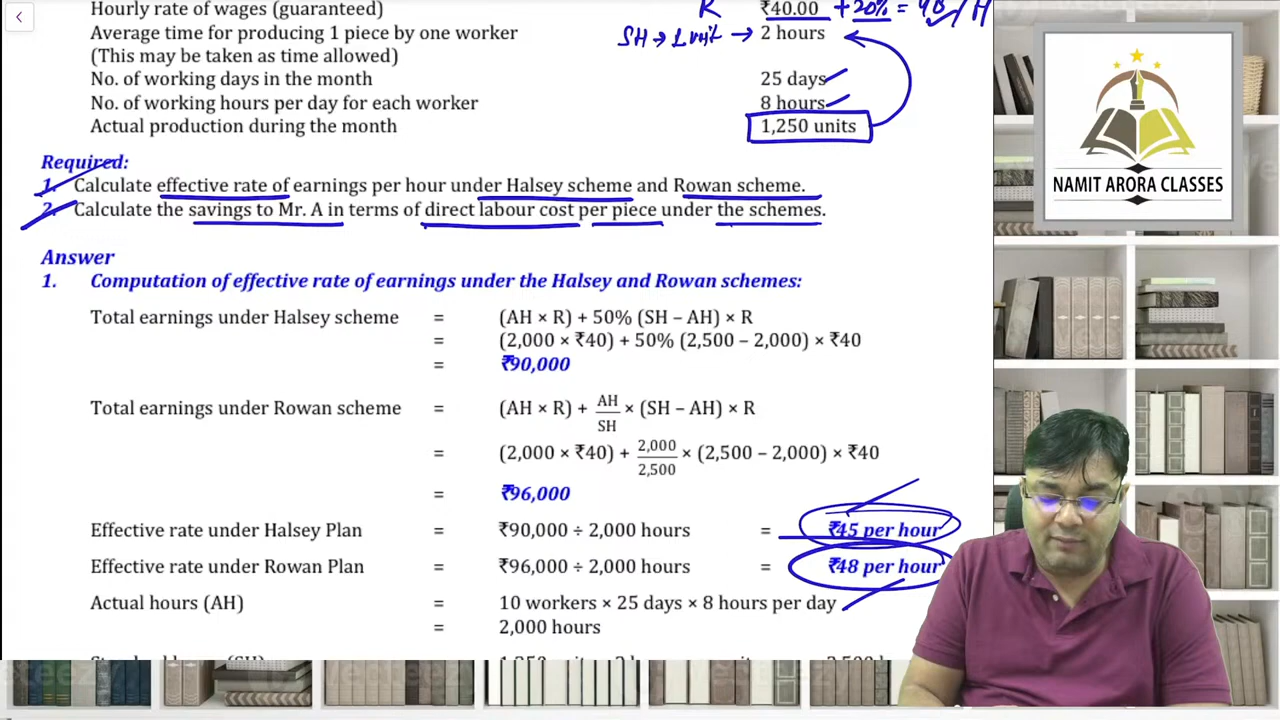 Hourly rate of wages (guaranteed) R ₹40.00 +20% = 48/H
Average time for producing 1 piece by one worker SH → 1 unit → 2 hours
(This may be taken as time allowed)
No. of working days in the month 25 days
No. of working hours per day for each worker 8 hours
Actual production during the month 1,250 units
Required:
1. Calculate effective rate of earnings per hour under Halsey scheme and Rowan scheme.
2. Calculate the savings to Mr. A in terms of direct labour cost per piece under the schemes.
Answer
1. Computation of effective rate of earnings under the Halsey and Rowan schemes:
Total earnings under Halsey scheme = (AH × R) + 50% (SH – AH) × R
= (2,000 × ₹40) + 50% (2,500 – 2,000) × ₹40
= ₹90,000
Total earnings under Rowan scheme = (AH × R) + AH/SH × (SH – AH) × R
= (2,000 × ₹40) + 2,000/2,500 × (2,500 – 2,000) × ₹40
= ₹96,000
Effective rate under Halsey Plan = ₹90,000 ÷ 2,000 hours = ₹45 per hour
Effective rate under Rowan Plan = ₹96,000 ÷ 2,000 hours = ₹48 per hour
Actual hours (AH) = 10 workers × 25 days × 8 hours per day
= 2,000 hours
NAMIT ARORA CLASSES